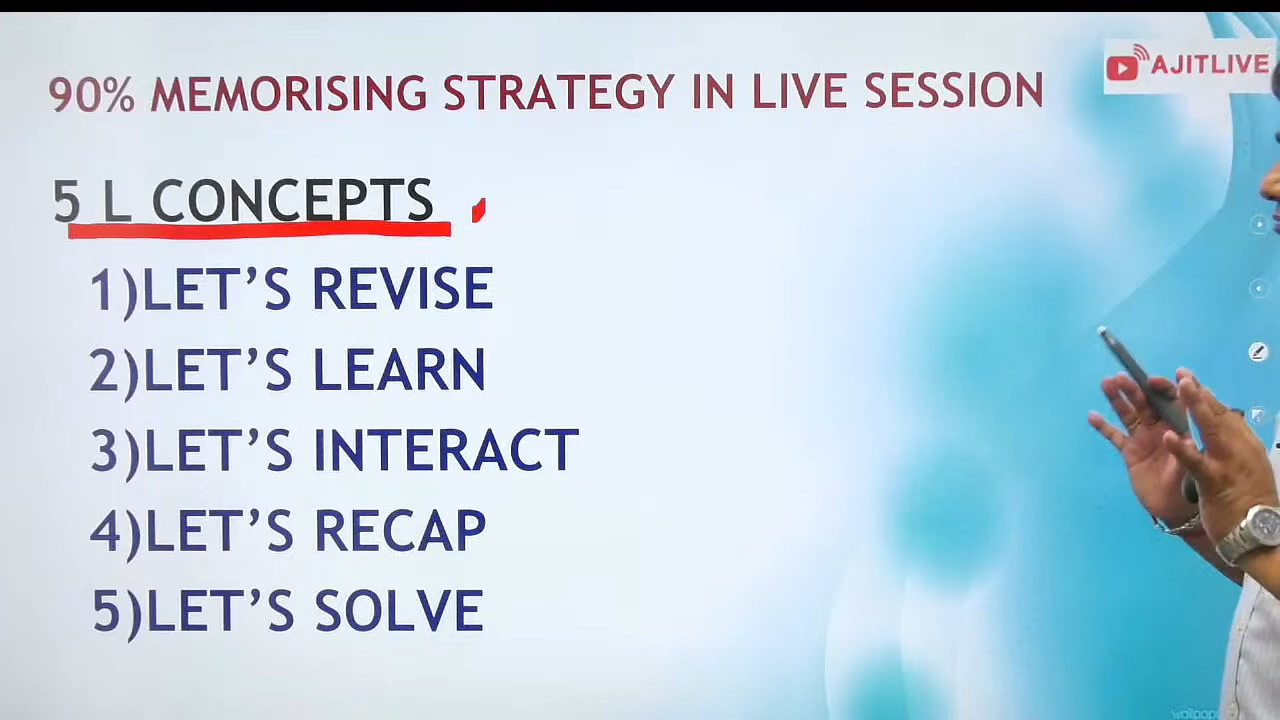 90% MEMORISING STRATEGY IN LIVE SESSION
AJITLIVE
5 L CONCEPTS
1)LET'S REVISE
2)LET'S LEARN
3)LET'S INTERACT
4)LET'S RECAP
5)LET'S SOLVE